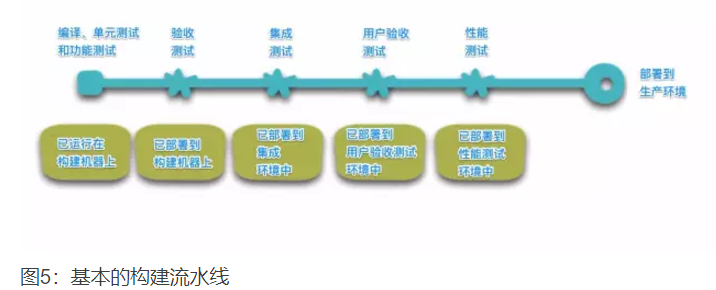 编译、单元测试
和功能测试
验收
测试
集成
测试
用户验收
测试
性能
测试
部署到
生产环境
已运行在
构建机器上
已部署到
构建机器上
已部署到
集成
环境中
已部署到
用户验收测试
环境中
已部署到
性能测试
环境中
图5：基本的构建流水线